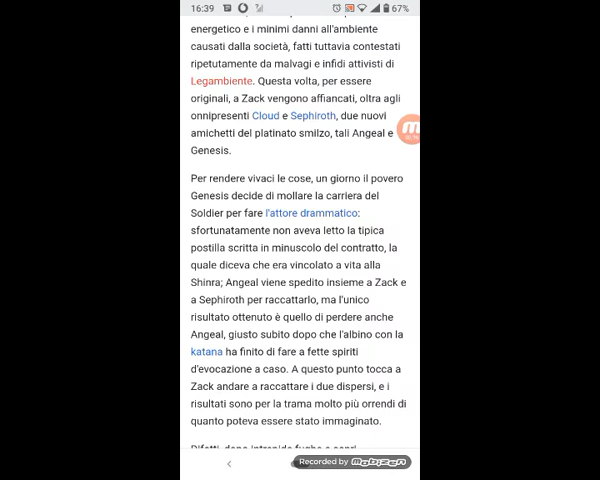 16:39
67%
energetico e i minimi danni all'ambiente
causati dalla società, fatti tuttavia contestati
ripetutamente da malvagi e infidi attivisti di
Legambiente. Questa volta, per essere
originali, a Zack vengono affiancati, oltra agli
onnipresenti Cloud e Sephiroth, due nuovi
amichetti del platinato smilzo, tali Angeal e
Genesis.
Per rendere vivaci le cose, un giorno il povero
Genesis decide di mollare la carriera del
Soldier per fare l'attore drammatico:
sfortunatamente non aveva letto la tipica
postilla scritta in minuscolo del contratto, la
quale diceva che era vincolato a vita alla
Shinra; Angeal viene spedito insieme a Zack e
a Sephiroth per raccattarlo, ma l'unico
risultato ottenuto è quello di perdere anche
Angeal, giusto subito dopo che l'albino con la
katana ha finito di fare a fette spiriti
d'evocazione a caso. A questo punto tocca a
Zack andare a raccattare i due dispersi, e i
risultati sono per la trama molto più orrendi di
quanto poteva essere stato immaginato.
Recorded by mobizen